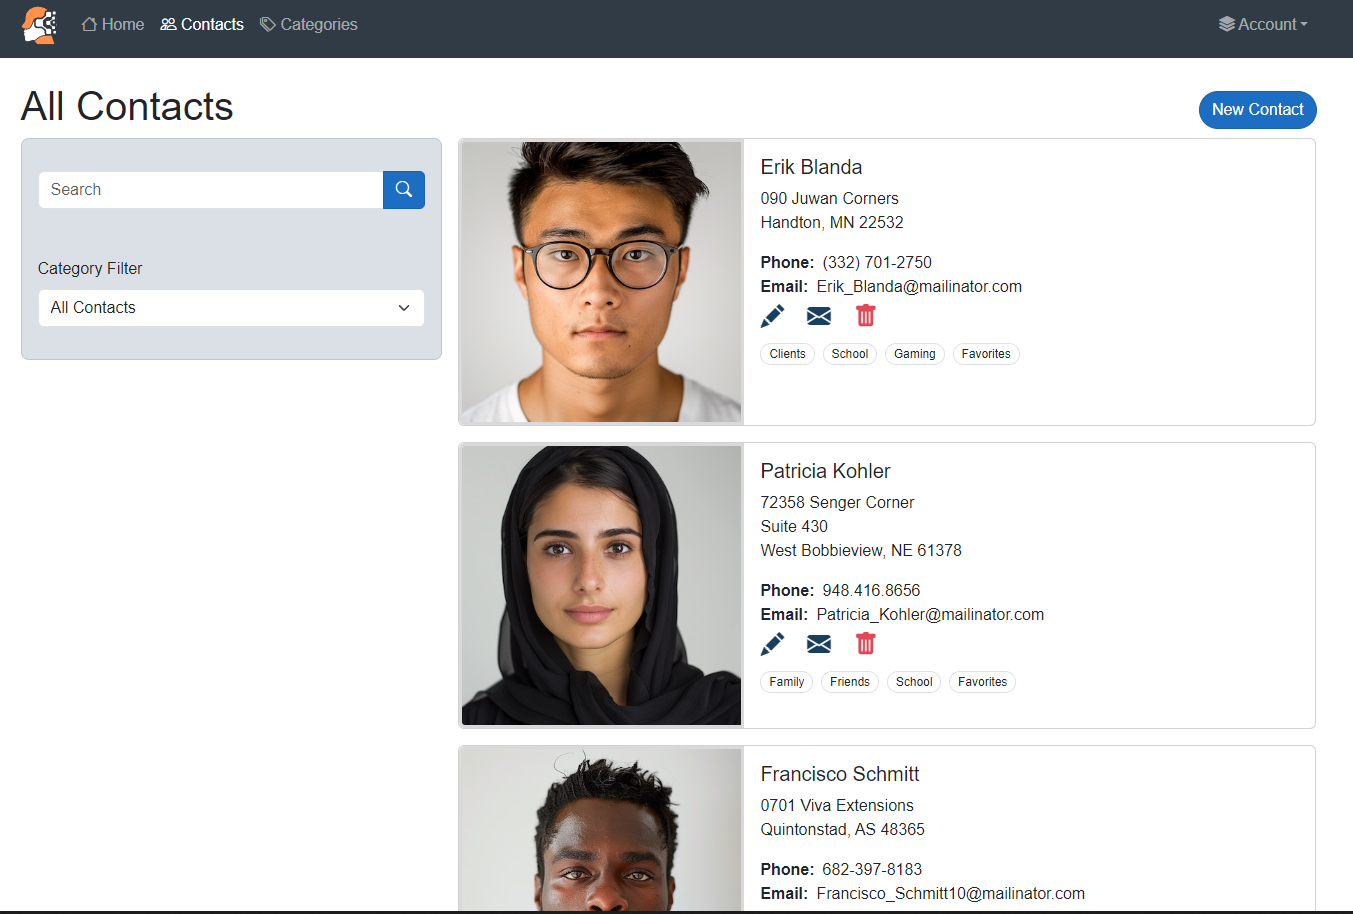 Home Contacts Categories Account
All Contacts
New Contact
Search
Category Filter
All Contacts
Erik Blanda
090 Juwan Corners
Handton, MN 22532
Phone: (332) 701-2750
Email: Erik_Blanda@mailinator.com
Clients School Gaming Favorites
Patricia Kohler
72358 Senger Corner
Suite 430
West Bobbieview, NE 61378
Phone: 948.416.8656
Email: Patricia_Kohler@mailinator.com
Family Friends School Favorites
Francisco Schmitt
0701 Viva Extensions
Quintonstad, AS 48365
Phone: 682-397-8183
Email: Francisco_Schmitt10@mailinator.com